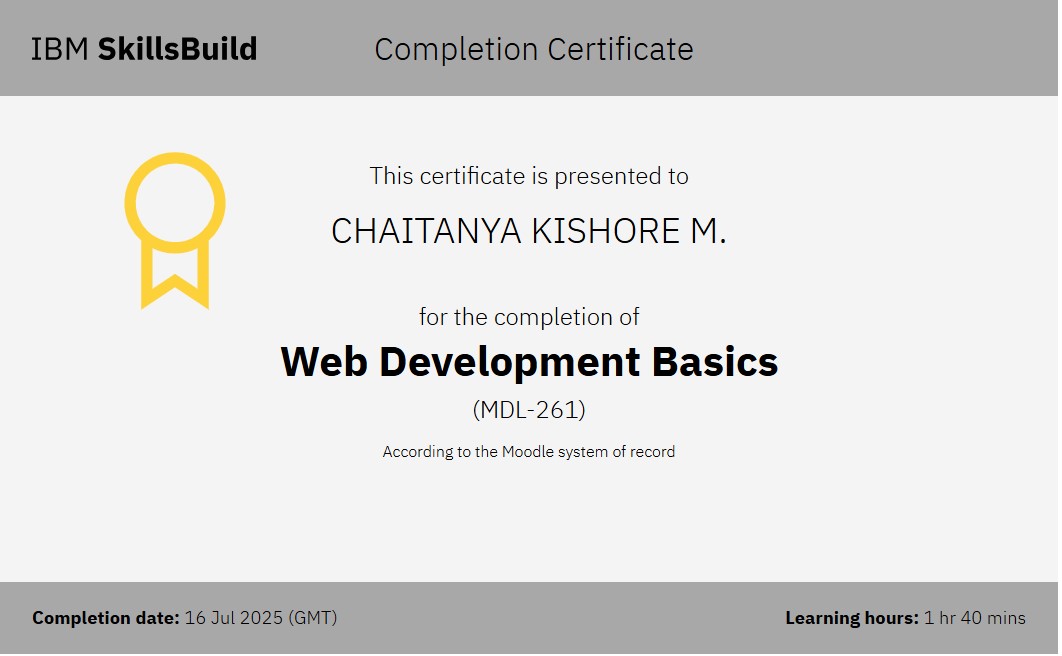 IBM SkillsBuild
Completion Certificate
This certificate is presented to
CHAITANYA KISHORE M.
for the completion of
Web Development Basics
(MDL-261)
According to the Moodle system of record
Completion date: 16 Jul 2025 (GMT)
Learning hours: 1 hr 40 mins